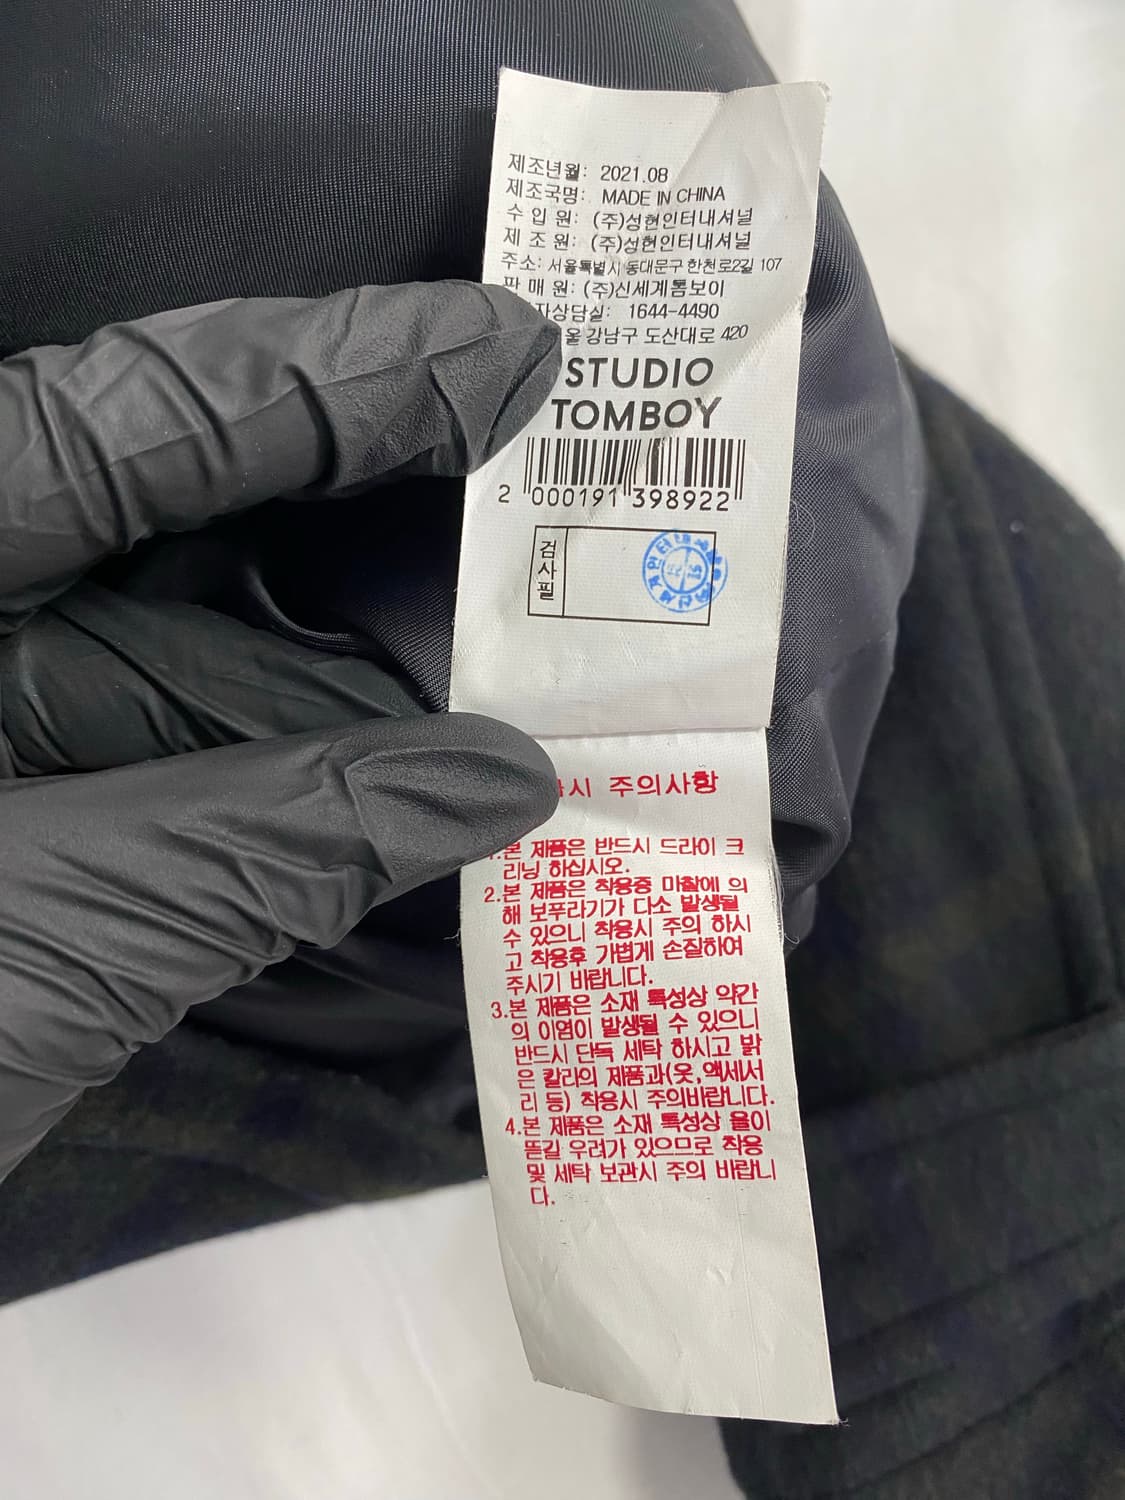 제조년월: 2021.08
제조국명: MADE IN CHINA
수 입 원: (주)성현인터내셔널
제 조 원: (주)성현인터내셔널
주소: 서울특별시 동대문구 한천로2길 107
판 매 원: (주)신세계톰보이
자상담실: 1644-4490
울 강남구 도산대로 420
STUDIO
TOMBOY
2 000191 398922
검사필
시 주의사항
1.본 제품은 반드시 드라이 크
리닝 하십시오.
2.본 제품은 착용중 마찰에 의
해 보푸라기가 다소 발생될
수 있으니 착용시 주의 하시
고 착용후 가볍게 손질하여
주시기 바랍니다.
3.본 제품은 소재 특성상 약간
의 이염이 발생될 수 있으니
반드시 단독 세탁 하시고 밝
은 칼라의 제품과(옷,액세서
리 등) 착용시 주의바랍니다.
4.본 제품은 소재 특성상 올이
뜯길 우려가 있으므로 착용
및 세탁 보관시 주의 바랍니
다.